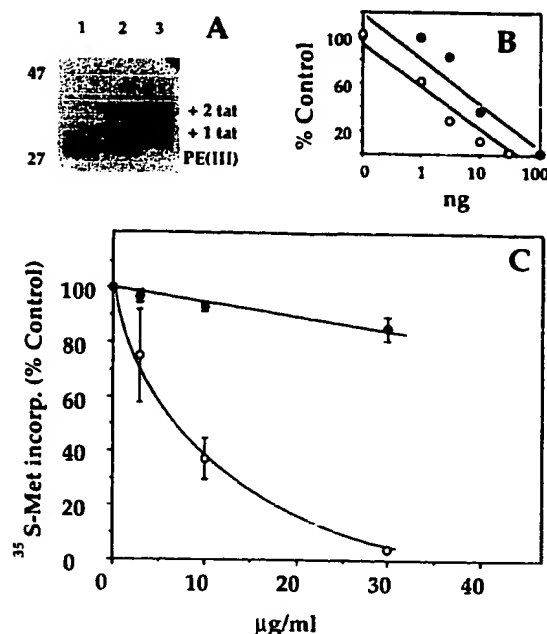 1 2 3 A
47
+ 2 tat
+ 1 tat
27 PE(III)
B
% Control
100
60
20
0 1 10 100
ng
C
35 S-Met incorp. (% Control)
100
80
60
40
20
0
0 10 20 30 40
µg/ml